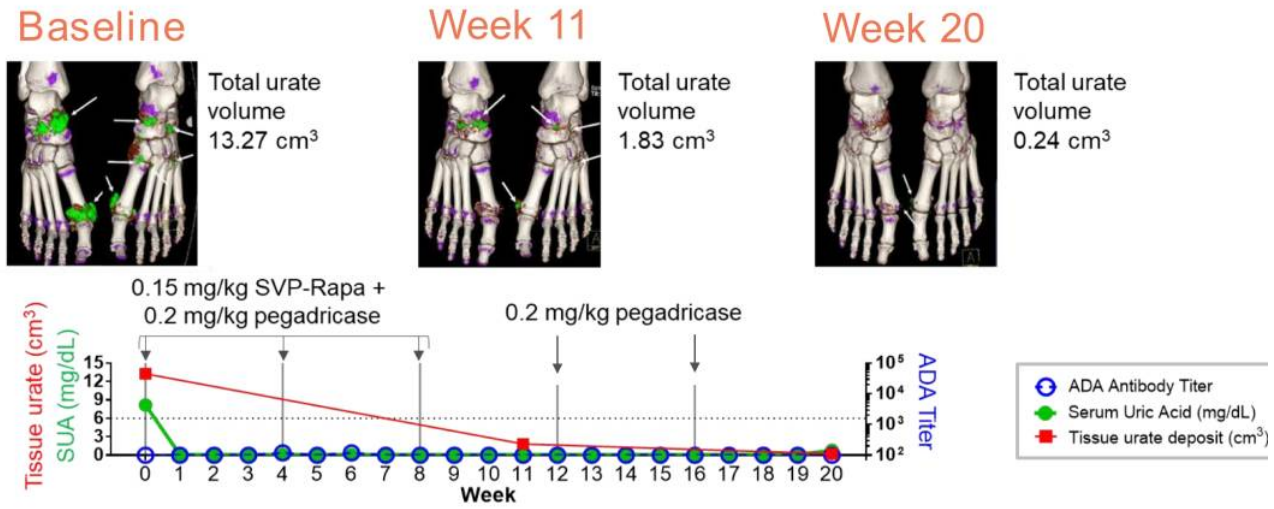 Baseline
Week 11
Week 20
Total urate
volume
13.27 cm³
Total urate
volume
1.83 cm³
Total urate
volume
0.24 cm³
A
0.15 mg/kg SVP-Rapa +
0.2 mg/kg pegadricase
0.2 mg/kg pegadricase
Tissue urate (cm³)
SUA (mg/dL)
15
12
9
6
3
0
10⁵
10⁴
10³
10²
ADA Titer
0 1 2 3 4 5 6 7 8 9 10 11 12 13 14 15 16 17 18 19 20
Week
ADA Antibody Titer
Serum Uric Acid (mg/dL)
Tissue urate deposit (cm³)